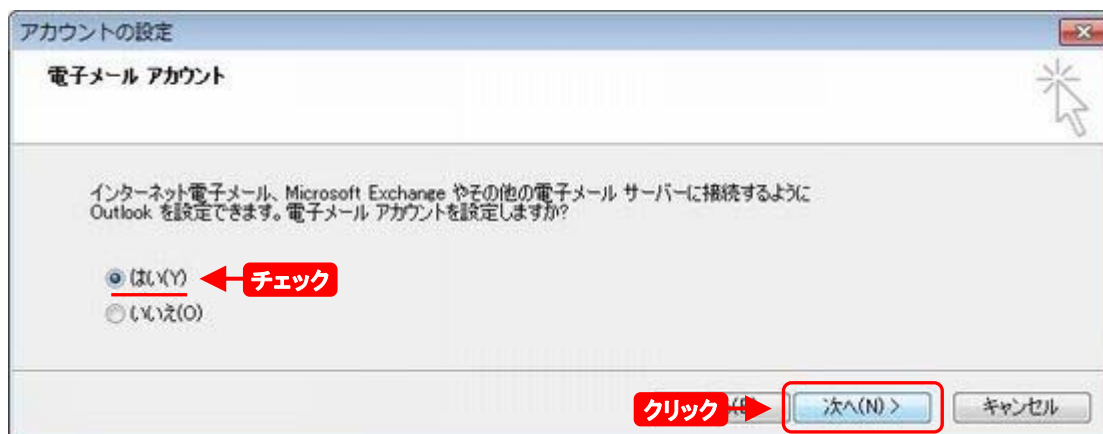 アカウントの設定
電子メール アカウント
インターネット電子メール、Microsoft Exchange やその他の電子メール サーバーに接続するように
Outlook を設定できます。電子メール アカウントを設定しますか?
はい(Y)
チェック
いいえ(O)
クリック
次へ(N) >
キャンセル